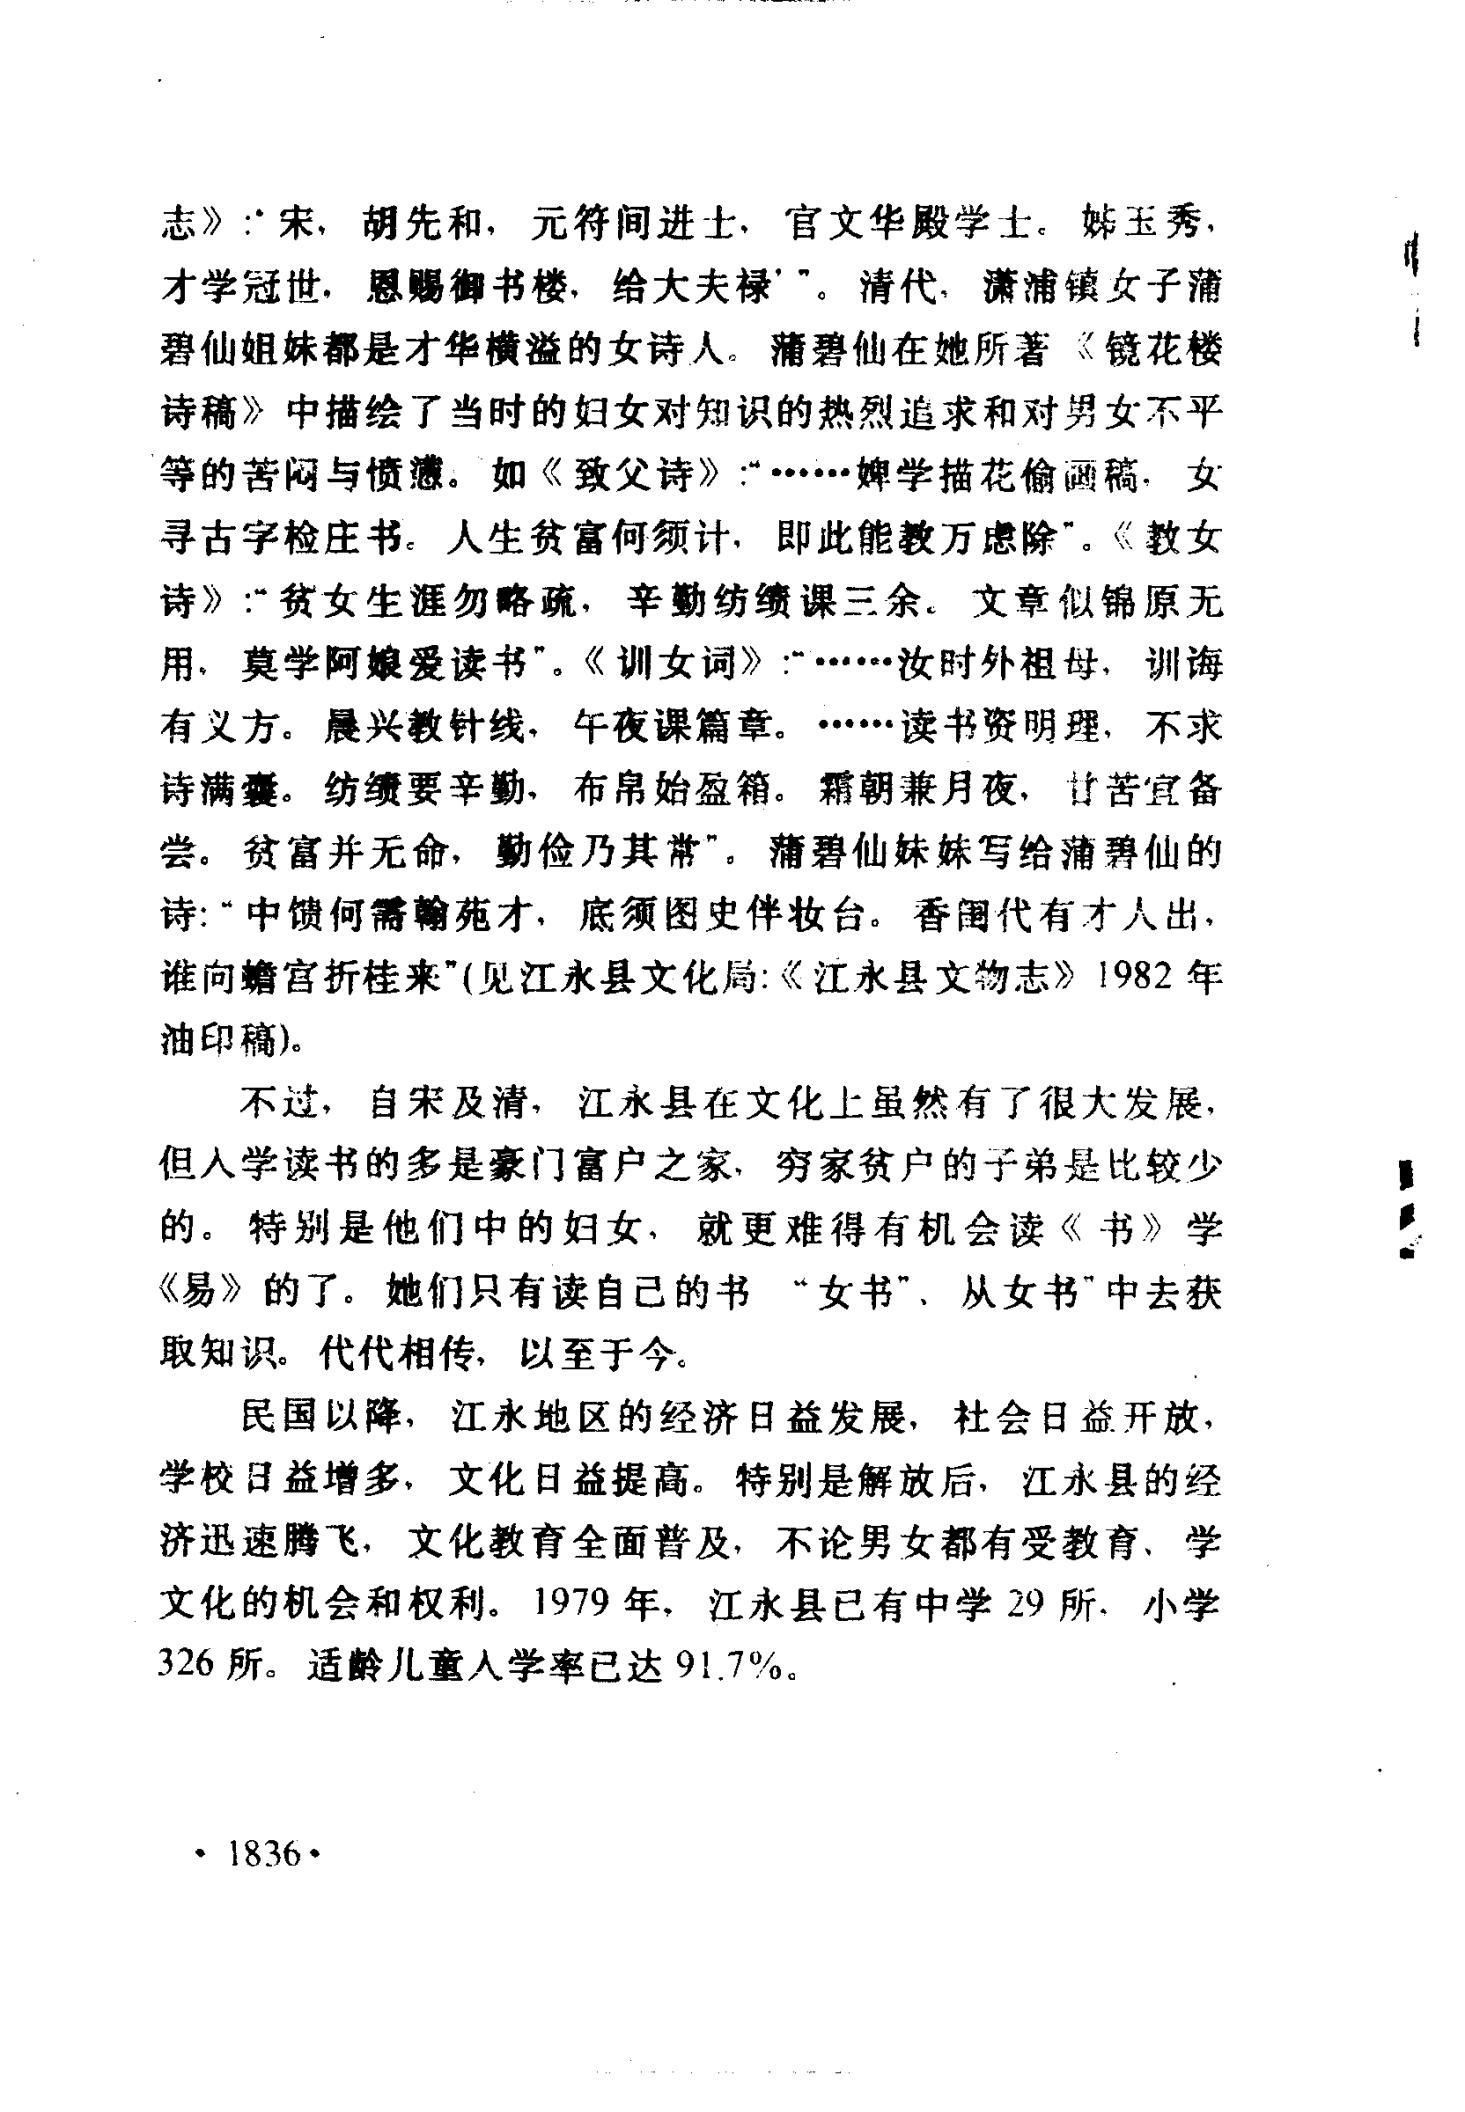 志》:‘宋，胡先和，元符间进士，官文华殿学士。姊玉秀，
才学冠世，恩赐御书楼，给大夫禄’”。清代，潇浦镇女子蒲
碧仙姐妹都是才华横溢的女诗人。蒲碧仙在她所著《镜花楼
诗稿》中描绘了当时的妇女对知识的热烈追求和对男女不平
等的苦闷与愤懑。如《致父诗》:“……婢学描花偷画稿，女
寻古字检庄书。人生贫富何须计，即此能教万虑除”。《教女
诗》:“贫女生涯勿略疏，辛勤纺绩课三余。文章似锦原无
用，莫学阿娘爱读书”。《训女词》:“……汝时外祖母，训诲
有义方。晨兴教针线，午夜课篇章。……读书资明理，不求
诗满囊。纺绩要辛勤，布帛始盈箱。霜朝兼月夜，甘苦宜备
尝。贫富并无命，勤俭乃其常”。蒲碧仙妹妹写给蒲碧仙的
诗:“中馈何需翰苑才，底须图史伴妆台。香闺代有才人出，
谁向蟾宫折桂来”(见江永县文化局:《江永县文物志》1982年
油印稿)。
不过，自宋及清，江永县在文化上虽然有了很大发展，
但入学读书的多是豪门富户之家，穷家贫户的子弟是比较少
的。特别是他们中的妇女，就更难得有机会读《书》学
《易》的了。她们只有读自己的书 “女书”、从女书”中去获
取知识。代代相传，以至于今。
民国以降，江永地区的经济日益发展，社会日益开放，
学校日益增多，文化日益提高。特别是解放后，江永县的经
济迅速腾飞，文化教育全面普及，不论男女都有受教育、学
文化的机会和权利。1979年，江永县已有中学29所，小学
326所。适龄儿童入学率已达91.7%。
·1836·